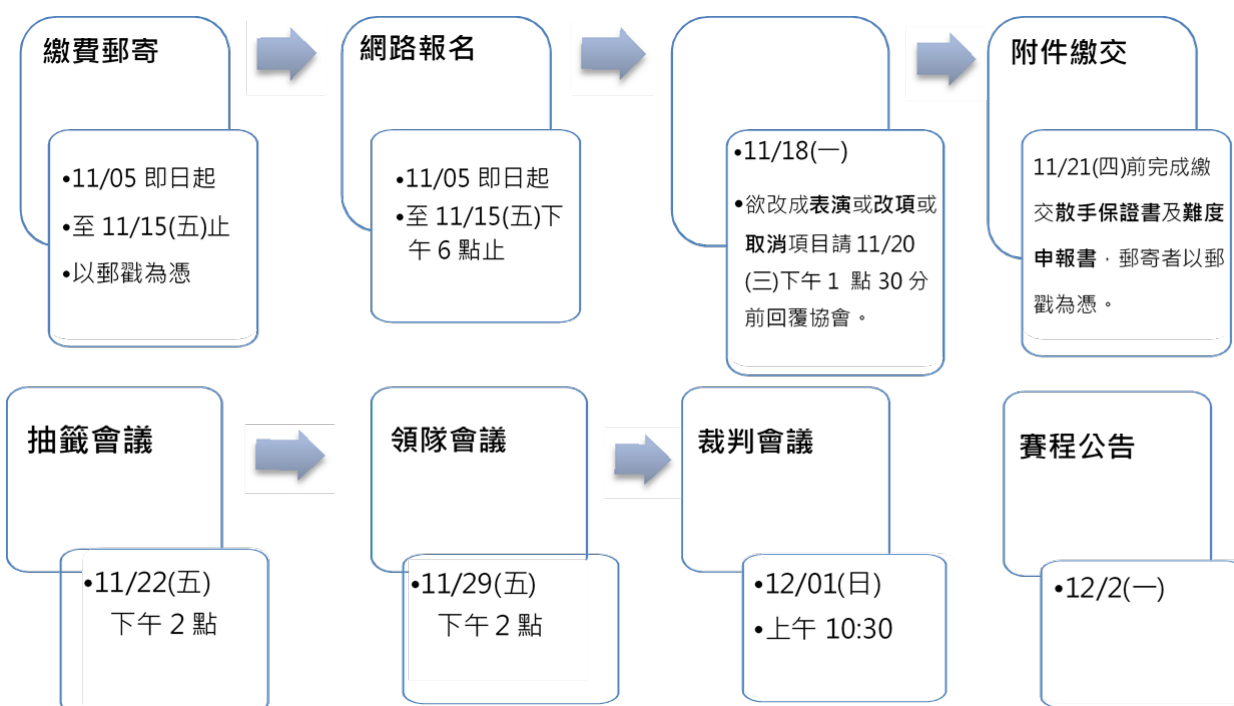 繳費郵寄
•11/05 即日起
•至 11/15(五)止
•以郵戳為憑
網路報名
•11/05 即日起
•至 11/15(五)下
午 6 點止
•11/18(一)
•欲改成表演或改項或
取消項目請 11/20
(三)下午 1 點 30 分
前回覆協會。
附件繳交
11/21(四)前完成繳
交散手保證書及難度
申報書，郵寄者以郵
戳為憑。
抽籤會議
•11/22(五)
下午 2 點
領隊會議
•11/29(五)
下午 2 點
裁判會議
•12/01(日)
•上午 10:30
賽程公告
•12/2(一)